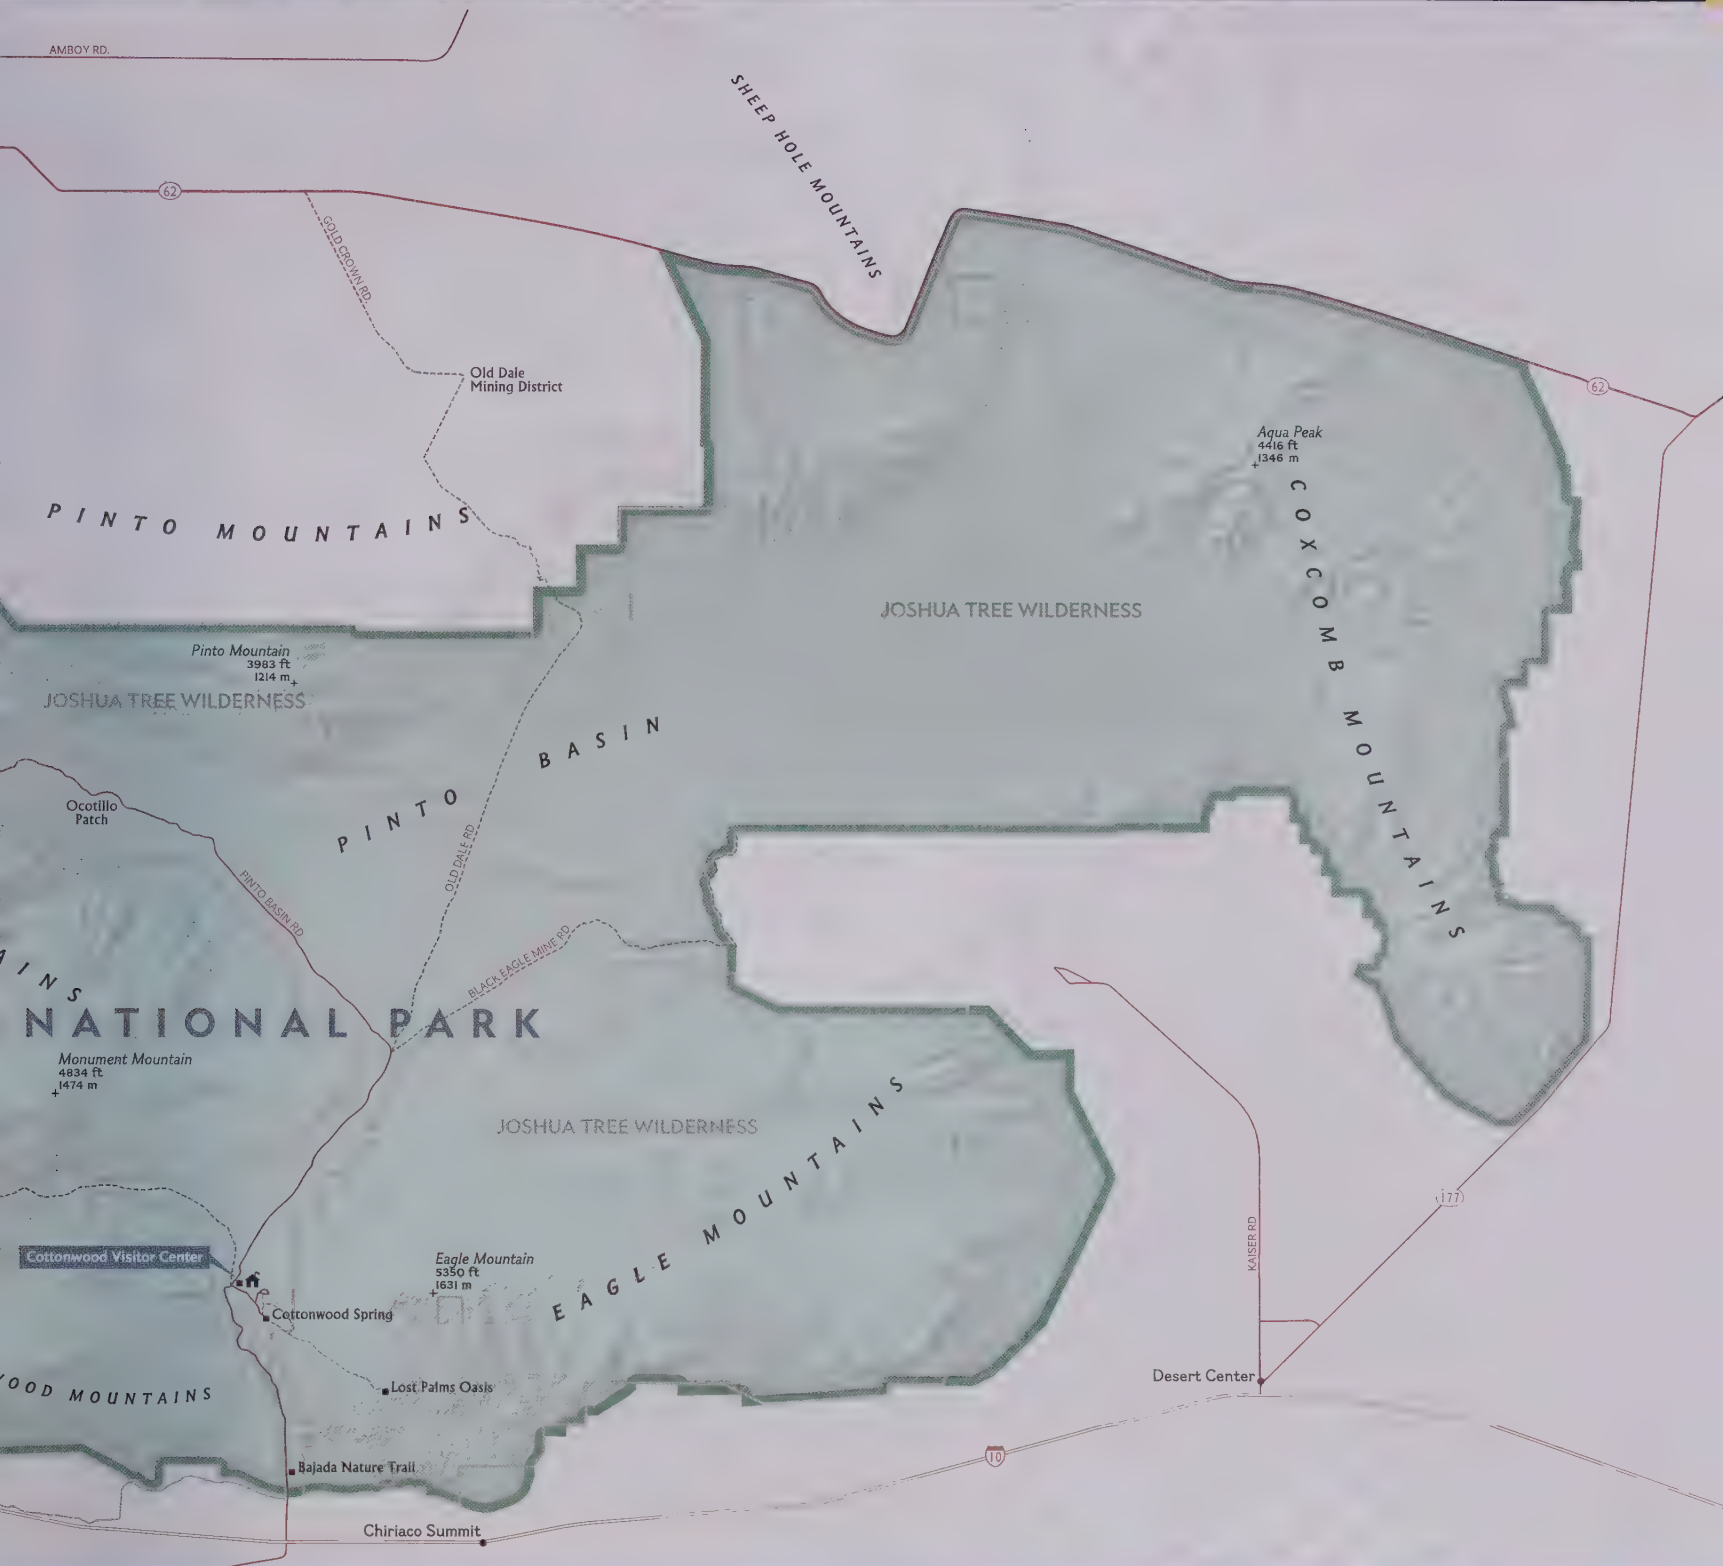 AMBOY RD.
SHEEP HOLE MOUNTAINS
62
GOLD CROWN RD.
Old Dale
Mining District
62
Aqua Peak
4416 ft
1346 m
PINTO MOUNTAINS
COXCOMB MOUNTAINS
JOSHUA TREE WILDERNESS
Pinto Mountain
3983 ft
1214 m
JOSHUA TREE WILDERNESS
PINTO BASIN
Ocotillo
Patch
OLD DALE RD
PINTO BASIN RD
BLACK EAGLE MINE RD
AINS
NATIONAL PARK
Monument Mountain
4834 ft
1474 m
JOSHUA TREE WILDERNESS
EAGLE MOUNTAINS
177
KAISER RD
Cottonwood Visitor Center
Eagle Mountain
5350 ft
1631 m
Cottonwood Spring
Desert Center
Lost Palms Oasis
OOD MOUNTAINS
10
Bajada Nature Trail
Chiriaco Summit